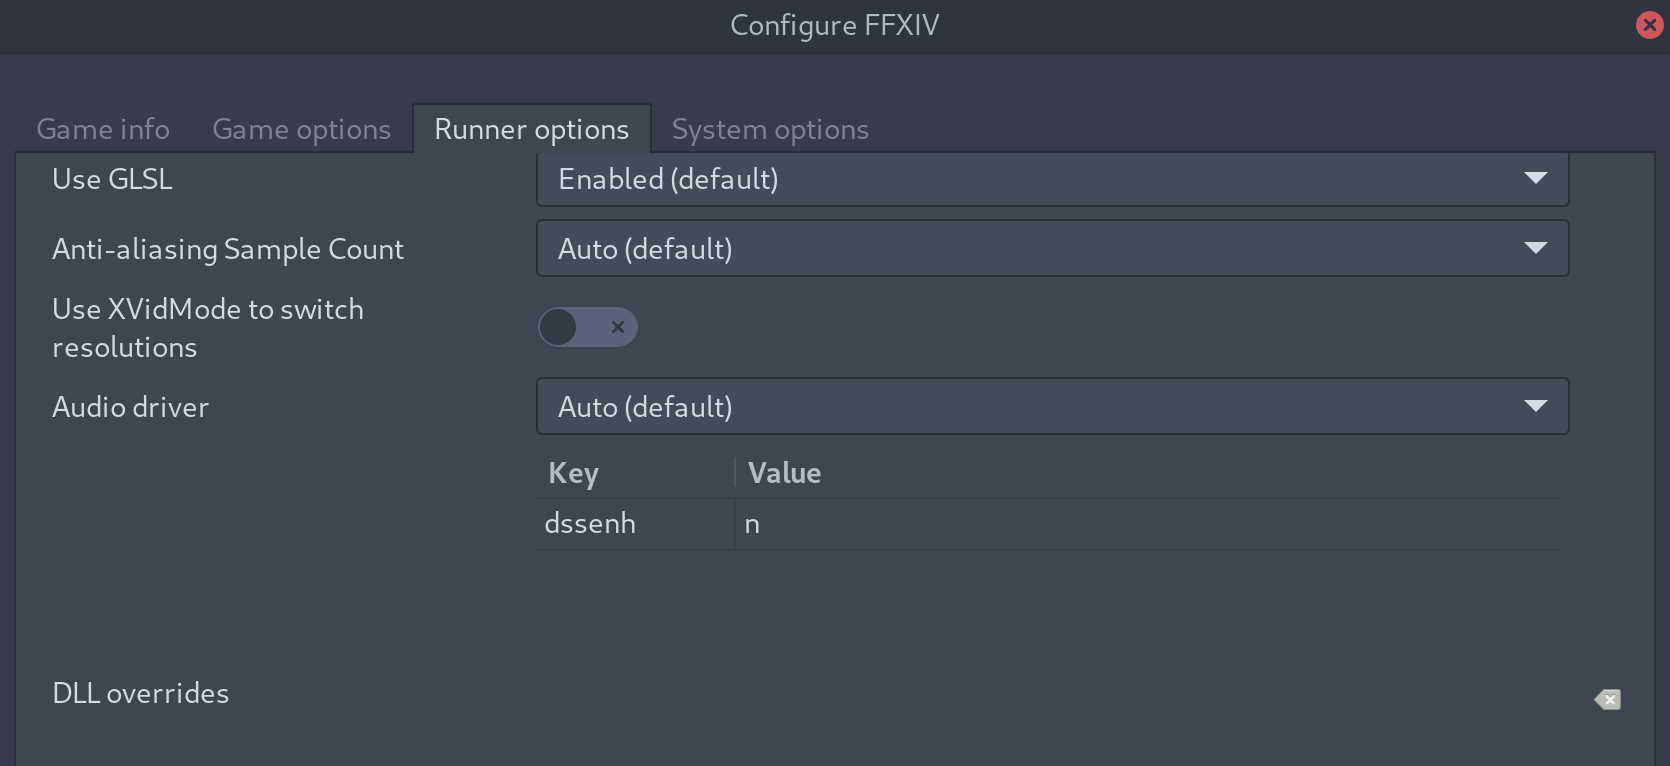 Configure FFXIV
Game info Game options Runner options System options
Use GLSL Enabled (default)
Anti-aliasing Sample Count Auto (default)
Use XVidMode to switch
resolutions
Audio driver Auto (default)
Key Value
dssenh n
DLL overrides